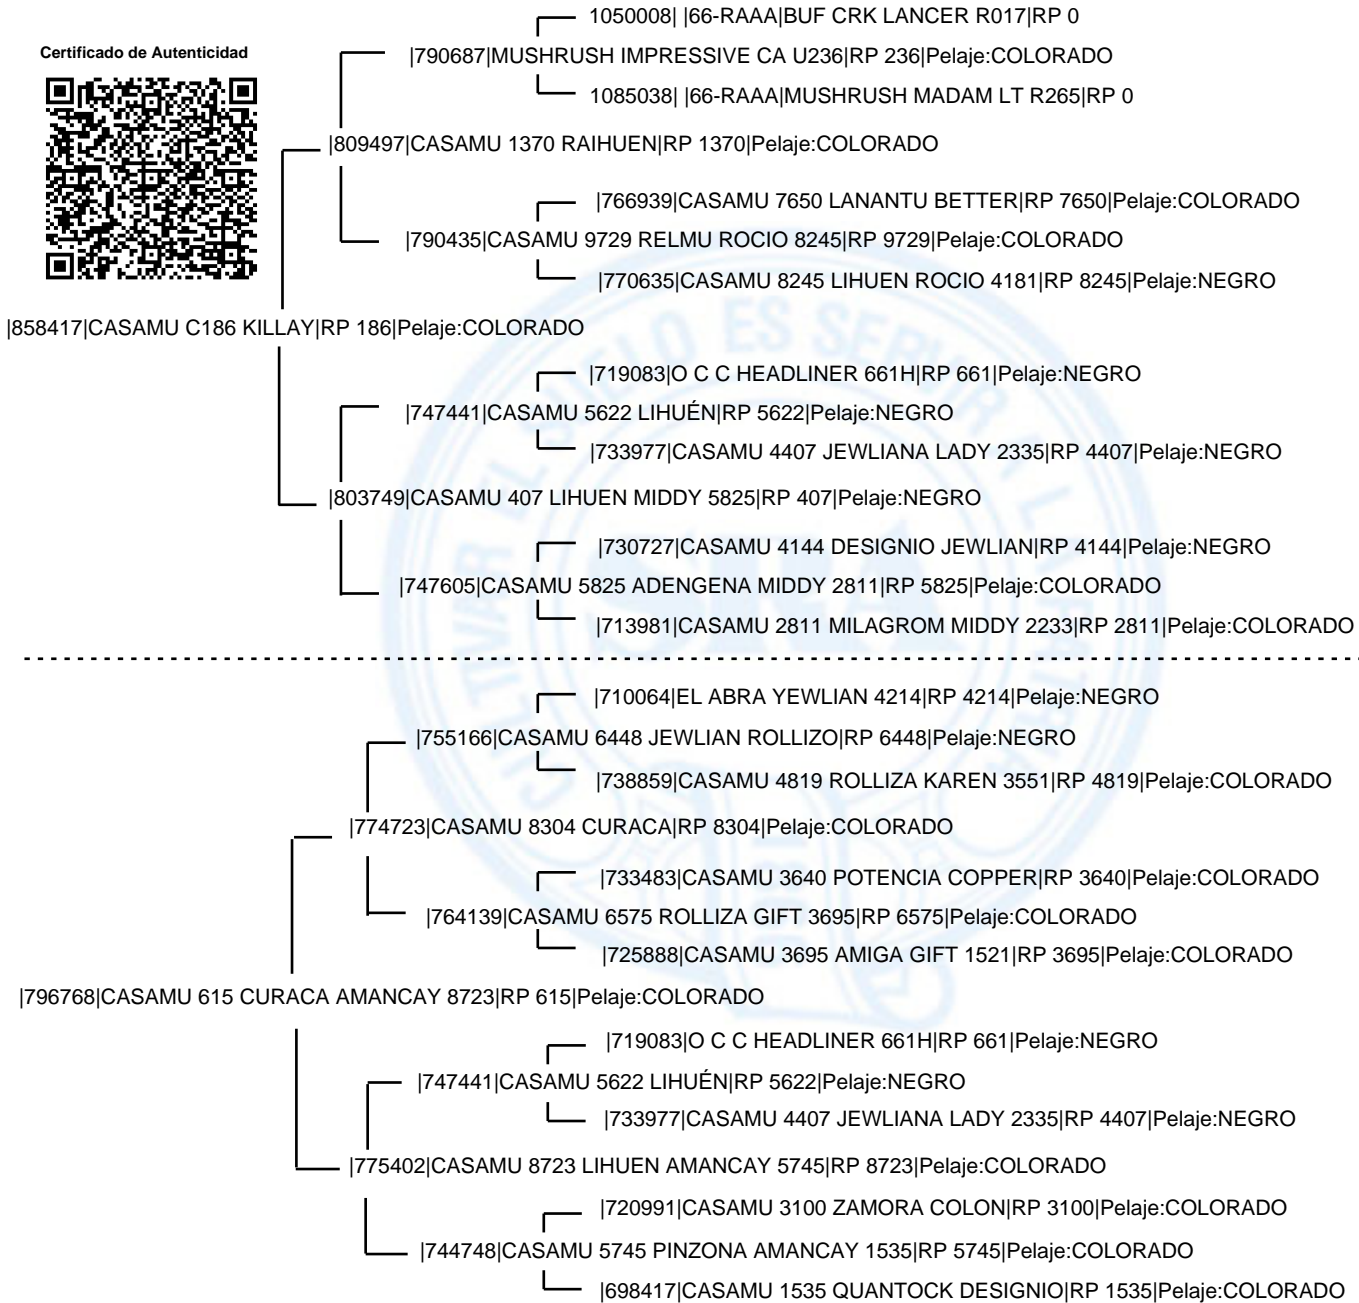 1050008| |66-RAAA|BUF CRK LANCER R017|RP 0
Certificado de Autenticidad
|790687|MUSHRUSH IMPRESSIVE CA U236|RP 236|Pelaje:COLORADO
1085038| |66-RAAA|MUSHRUSH MADAM LT R265|RP 0
|809497|CASAMU 1370 RAIHUEN|RP 1370|Pelaje:COLORADO
|766939|CASAMU 7650 LANANTU BETTER|RP 7650|Pelaje:COLORADO
|790435|CASAMU 9729 RELMU ROCIO 8245|RP 9729|Pelaje:COLORADO
|770635|CASAMU 8245 LIHUEN ROCIO 4181|RP 8245|Pelaje:NEGRO
|858417|CASAMU C186 KILLAY|RP 186|Pelaje:COLORADO
|719083|O C C HEADLINER 661H|RP 661|Pelaje:NEGRO
|747441|CASAMU 5622 LIHUÉN|RP 5622|Pelaje:NEGRO
|733977|CASAMU 4407 JEWLIANA LADY 2335|RP 4407|Pelaje:NEGRO
|803749|CASAMU 407 LIHUEN MIDDY 5825|RP 407|Pelaje:NEGRO
|730727|CASAMU 4144 DESIGNIO JEWLIAN|RP 4144|Pelaje:NEGRO
|747605|CASAMU 5825 ADENGENA MIDDY 2811|RP 5825|Pelaje:COLORADO
|713981|CASAMU 2811 MILAGROM MIDDY 2233|RP 2811|Pelaje:COLORADO
|710064|EL ABRA YEWLIAN 4214|RP 4214|Pelaje:NEGRO
|755166|CASAMU 6448 JEWLIAN ROLLIZO|RP 6448|Pelaje:NEGRO
|738859|CASAMU 4819 ROLLIZA KAREN 3551|RP 4819|Pelaje:COLORADO
|774723|CASAMU 8304 CURACA|RP 8304|Pelaje:COLORADO
|733483|CASAMU 3640 POTENCIA COPPER|RP 3640|Pelaje:COLORADO
|764139|CASAMU 6575 ROLLIZA GIFT 3695|RP 6575|Pelaje:COLORADO
|725888|CASAMU 3695 AMIGA GIFT 1521|RP 3695|Pelaje:COLORADO
|796768|CASAMU 615 CURACA AMANCAY 8723|RP 615|Pelaje:COLORADO
|719083|O C C HEADLINER 661H|RP 661|Pelaje:NEGRO
|747441|CASAMU 5622 LIHUÉN|RP 5622|Pelaje:NEGRO
|733977|CASAMU 4407 JEWLIANA LADY 2335|RP 4407|Pelaje:NEGRO
|775402|CASAMU 8723 LIHUEN AMANCAY 5745|RP 8723|Pelaje:COLORADO
|720991|CASAMU 3100 ZAMORA COLON|RP 3100|Pelaje:COLORADO
|744748|CASAMU 5745 PINZONA AMANCAY 1535|RP 5745|Pelaje:COLORADO
|698417|CASAMU 1535 QUANTOCK DESIGNIO|RP 1535|Pelaje:COLORADO
CULTIVAR EL SUELO ES SERVIR A LA PATRIA
SRA
1866